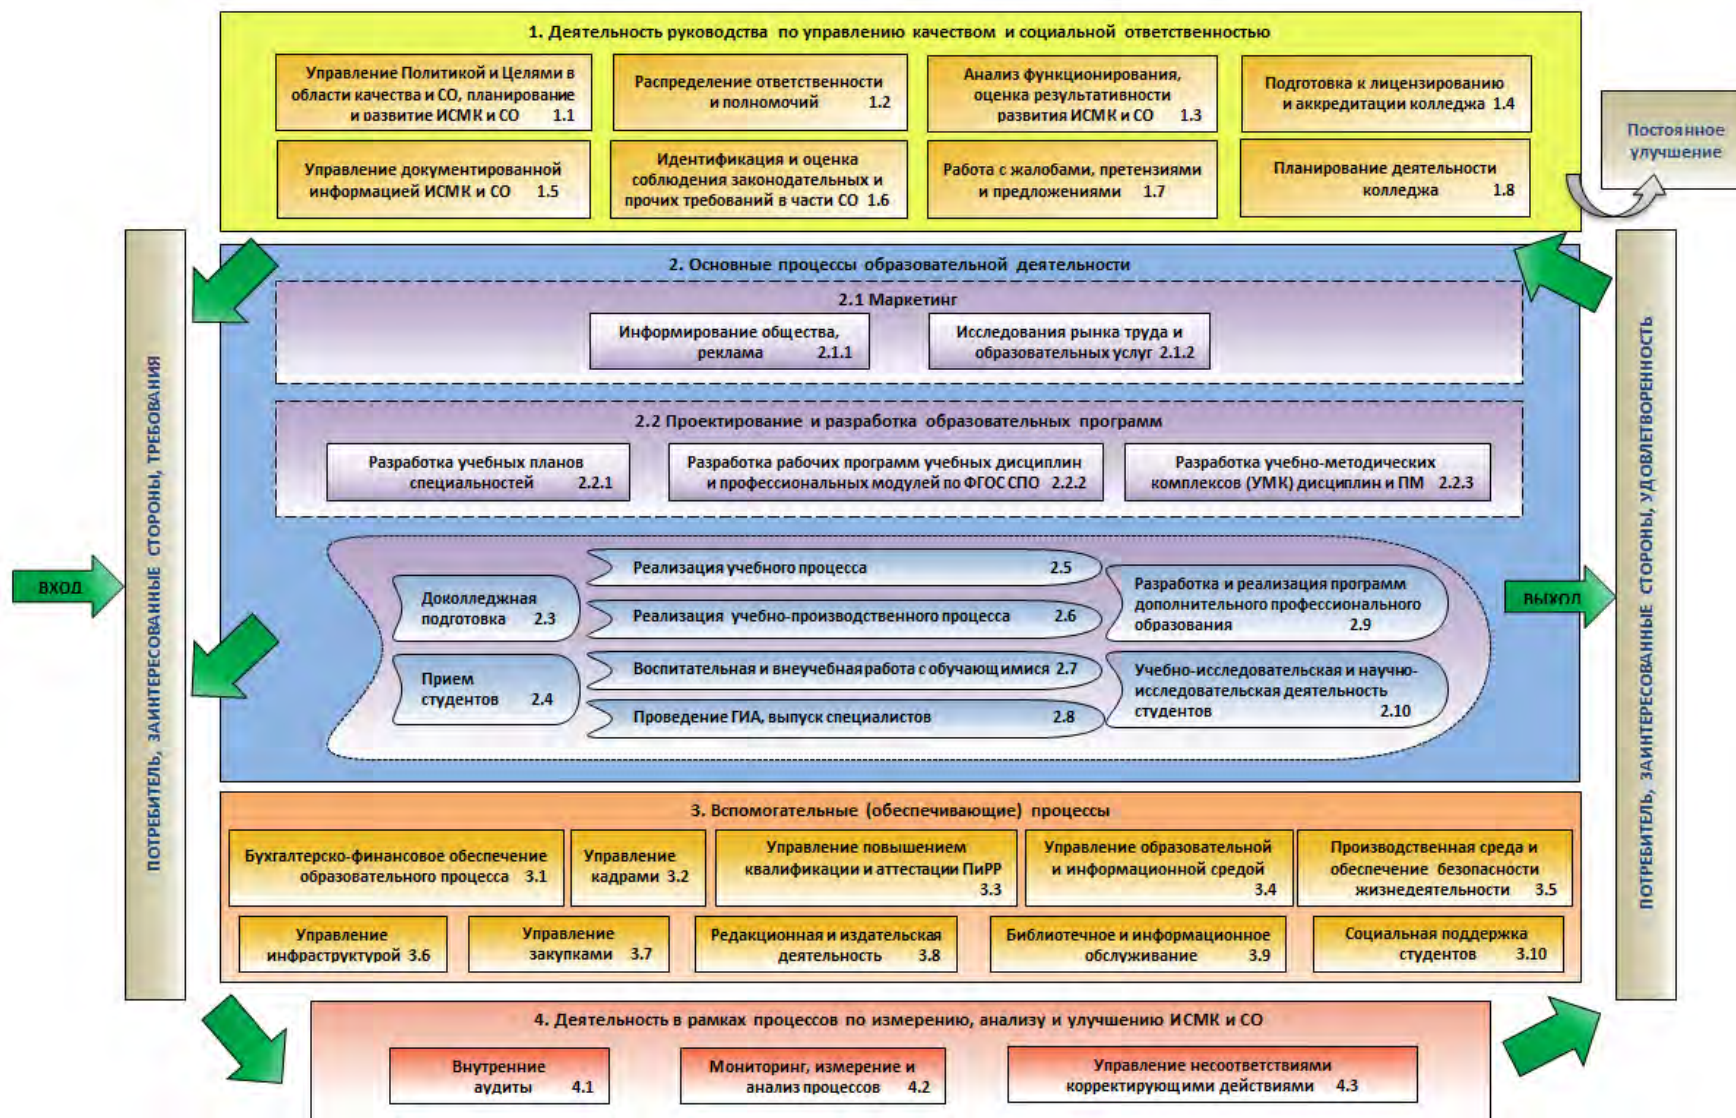 1. Деятельность руководства по управлению качеством и социальной ответственностью
Управление Политикой и Целями в
области качества и СО, планирование
и развитие ИСМК и СО 1.1
Распределение ответственности
и полномочий 1.2
Анализ функционирования,
оценка результативности
развития ИСМК и СО 1.3
Подготовка к лицензированию
и аккредитации колледжа 1.4
Управление документированной
информацией ИСМК и СО 1.5
Идентификация и оценка
соблюдения законодательных и
прочих требований в части СО 1.6
Работа с жалобами, претензиями
и предложениями 1.7
Планирование деятельности
колледжа 1.8
Постоянное
улучшение
ПОТРЕБИТЕЛЬ, ЗАИНТЕРЕСОВАННЫЕ СТОРОНЫ, ТРЕБОВАНИЯ
ВХОД
2. Основные процессы образовательной деятельности
2.1 Маркетинг
Информирование общества,
реклама 2.1.1
Исследования рынка труда и
образовательных услуг 2.1.2
2.2 Проектирование и разработка образовательных программ
Разработка учебных планов
специальностей 2.2.1
Разработка рабочих программ учебных дисциплин
и профессиональных модулей по ФГОС СПО 2.2.2
Разработка учебно-методических
комплексов (УМК) дисциплин и ПМ 2.2.3
Доколледжная
подготовка 2.3
Прием
студентов 2.4
Реализация учебного процесса 2.5
Реализация учебно-производственного процесса 2.6
Воспитательная и внеучебная работа с обучающимися 2.7
Проведение ГИА, выпуск специалистов 2.8
Разработка и реализация программ
дополнительного профессионального
образования 2.9
Учебно-исследовательская и научно-
исследовательская деятельность
студентов 2.10
ВЫХОД
ПОТРЕБИТЕЛЬ, ЗАИНТЕРЕСОВАННЫЕ СТОРОНЫ, УДОВЛЕТВОРЕННОСТЬ
3. Вспомогательные (обеспечивающие) процессы
Бухгалтерско-финансовое обеспечение
образовательного процесса 3.1
Управление
кадрами 3.2
Управление повышением
квалификации и аттестации ПиРР
3.3
Управление образовательной
и информационной средой
3.4
Производственная среда и
обеспечение безопасности
жизнедеятельности 3.5
Управление
инфраструктурой 3.6
Управление
закупками 3.7
Редакционная и издательская
деятельность 3.8
Библиотечное и информационное
обслуживание 3.9
Социальная поддержка
студентов 3.10
4. Деятельность в рамках процессов по измерению, анализу и улучшению ИСМК и СО
Внутренние
аудиты 4.1
Мониторинг, измерение и
анализ процессов 4.2
Управление несоответствиями
корректирующими действиями 4.3